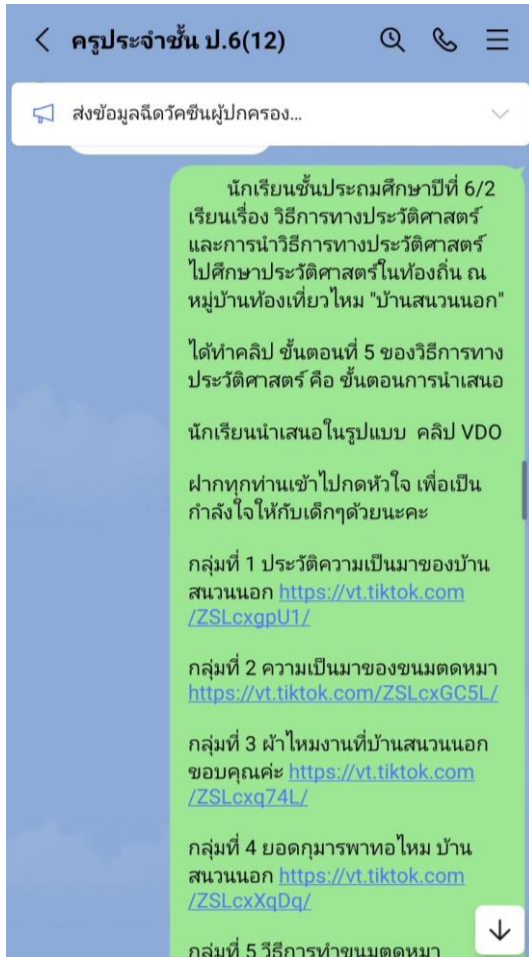 ครูประจำชั้น ป.6(12)
ส่งข้อมูลฉีดวัคซีนผู้ปกครอง...
นักเรียนชั้นประถมศึกษาปีที่ 6/2
เรียนเรื่อง วิธีการทางประวัติศาสตร์
และการนำวิธีการทางประวัติศาสตร์
ไปศึกษาประวัติศาสตร์ในท้องถิ่น ณ
หมู่บ้านท้องเที่ยวไหม "บ้านสนวนนอก"
ได้ทำคลิป ขั้นตอนที่ 5 ของวิธีการทาง
ประวัติศาสตร์ คือ ขั้นตอนการนำเสนอ
นักเรียนนำเสนอในรูปแบบ คลิป VDO
ฝากทุกท่านเข้าไปกดหัวใจ เพื่อเป็น
กำลังใจให้กับเด็กๆด้วยนะคะ
กลุ่มที่ 1 ประวัติความเป็นมาของบ้าน
สนวนนอก https://vt.tiktok.com
/ZSLcxgpU1/
กลุ่มที่ 2 ความเป็นมาของขนมตดหมา
https://vt.tiktok.com/ZSLcxGC5L/
กลุ่มที่ 3 ผ้าไหมงานที่บ้านสนวนนอก
ขอบคุณค่ะ https://vt.tiktok.com
/ZSLcxq74L/
กลุ่มที่ 4 ยอดกุมารพาทอไหม บ้าน
สนวนนอก https://vt.tiktok.com
/ZSLcxXqDq/
กลุ่มที่ 5 วิธีการทำขนมตดหมา